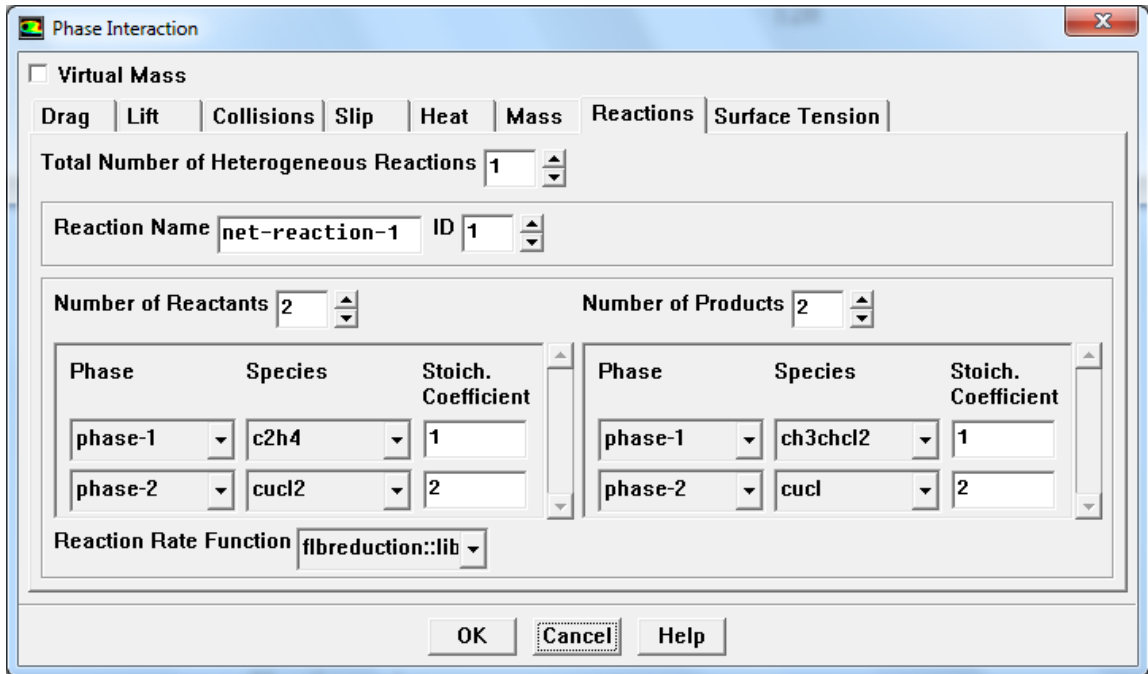 Phase Interaction
Virtual Mass
Drag Lift Collisions Slip Heat Mass Reactions Surface Tension
Total Number of Heterogeneous Reactions 1
Reaction Name net-reaction-1 ID 1
Number of Reactants 2 Number of Products 2
Phase Species Stoich. Coefficient Phase Species Stoich. Coefficient
phase-1 c2h4 1 phase-1 ch3chcl2 1
phase-2 cucl2 2 phase-2 cucl 2
Reaction Rate Function flbreduction::lib
OK Cancel Help